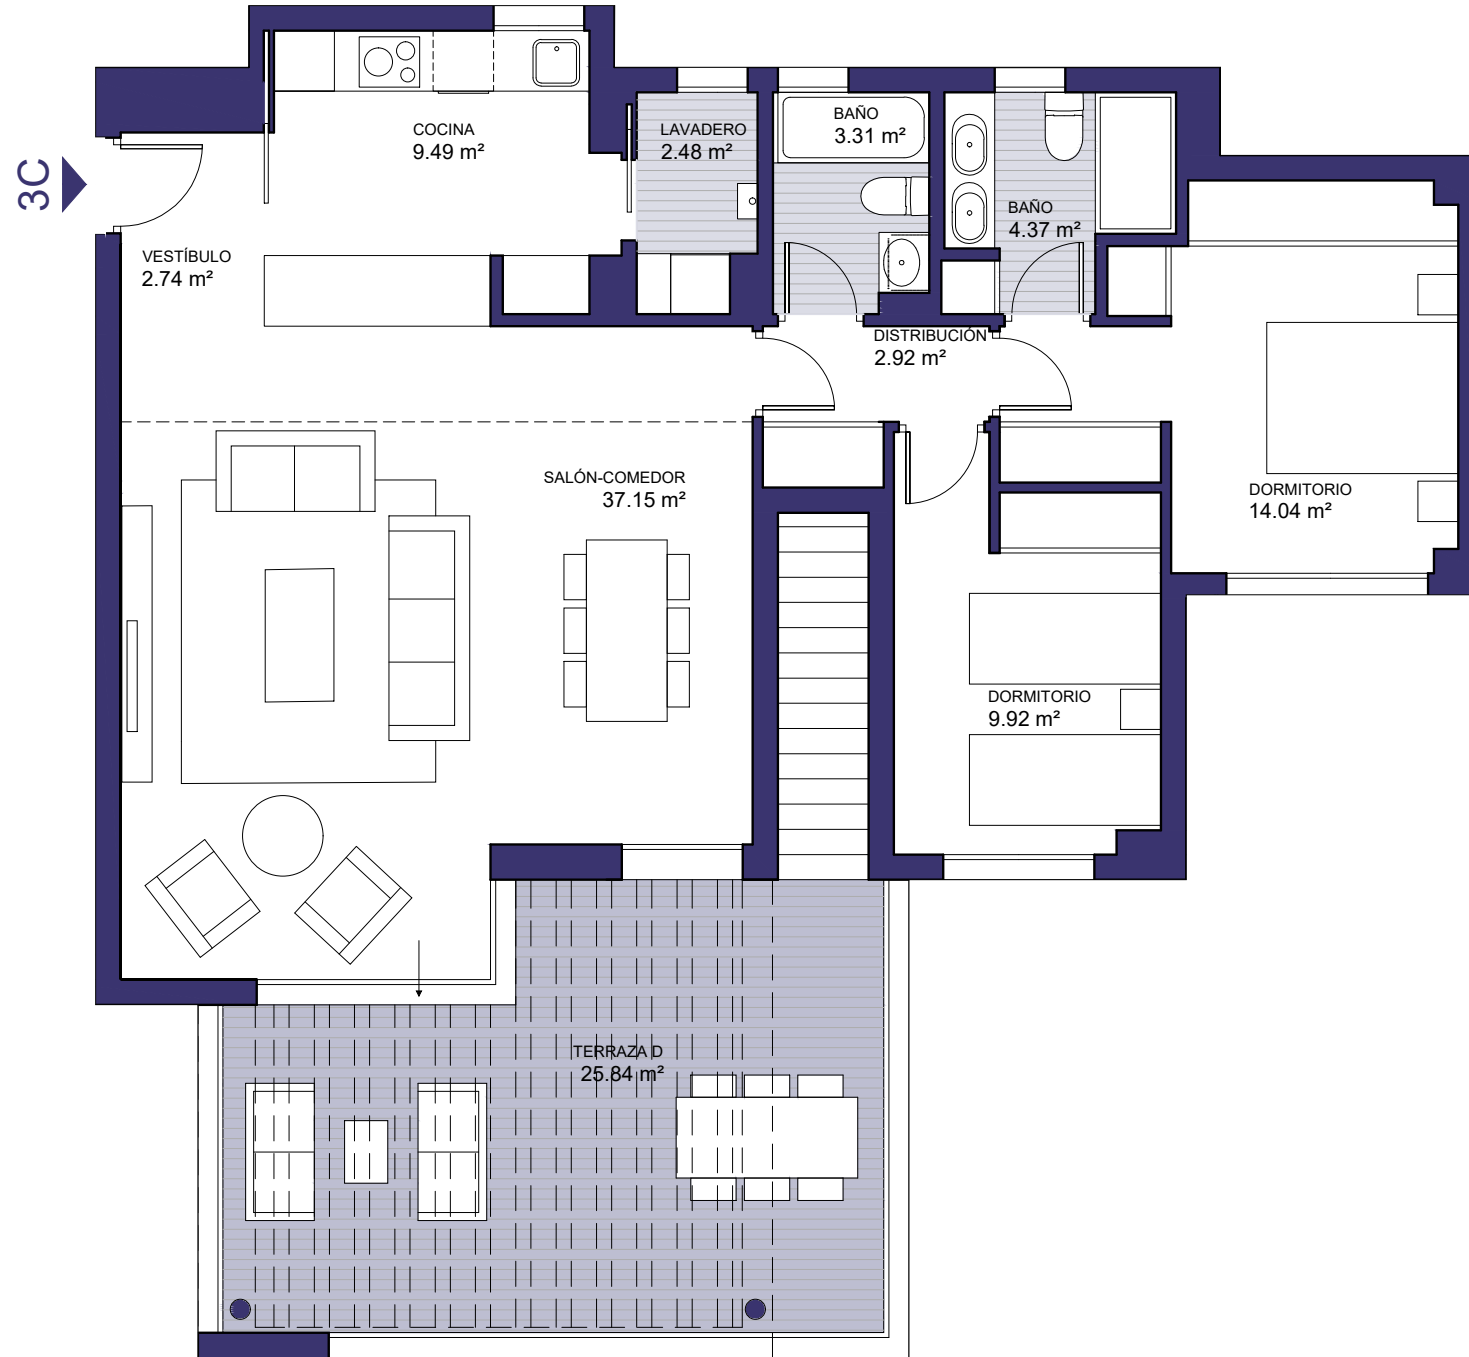 3C
COCINA
9.49 m²
LAVADERO
2.48 m²
BAÑO
3.31 m²
BAÑO
4.37 m²
VESTÍBULO
2.74 m²
DISTRIBUCIÓN
2.92 m²
SALÓN-COMEDOR
37.15 m²
DORMITORIO
14.04 m²
DORMITORIO
9.92 m²
TERRAZA D
25.84 m²